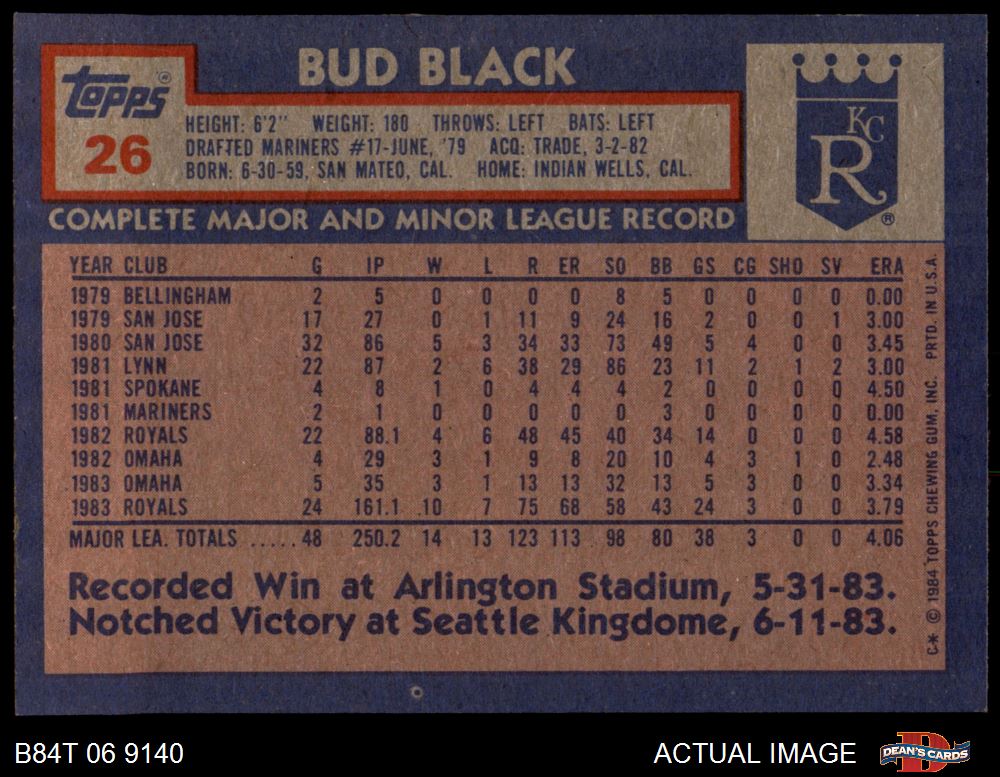 BUD BLACK
topps®
26
HEIGHT: 6'2" WEIGHT: 180 THROWS: LEFT BATS: LEFT
DRAFTED MARINERS #17-JUNE, '79 ACQ: TRADE, 3-2-82
BORN: 6-30-59, SAN MATEO, CAL. HOME: INDIAN WELLS, CAL.
KC
R
®
COMPLETE MAJOR AND MINOR LEAGUE RECORD
YEAR CLUB G IP W L R ER SO BB GS CG SHO SV ERA
1979 BELLINGHAM 2 5 0 0 0 0 8 5 0 0 0 0 0.00
1979 SAN JOSE 17 27 0 1 11 9 24 16 2 0 0 1 3.00
1980 SAN JOSE 32 86 5 3 34 33 73 49 5 4 0 0 3.45
1981 LYNN 22 87 2 6 38 29 86 23 11 2 1 2 3.00
1981 SPOKANE 4 8 1 0 4 4 4 2 0 0 0 0 4.50
1981 MARINERS 2 1 0 0 0 0 0 3 0 0 0 0 0.00
1982 ROYALS 22 88.1 4 6 48 45 40 34 14 0 0 0 4.58
1982 OMAHA 4 29 3 1 9 8 20 10 4 3 1 0 2.48
1983 OMAHA 5 35 3 1 13 13 32 13 5 3 0 0 3.34
1983 ROYALS 24 161.1 10 7 75 68 58 43 24 3 0 0 3.79
MAJOR LEA. TOTALS .....48 250.2 14 13 123 113 98 80 38 3 0 0 4.06
Recorded Win at Arlington Stadium, 5-31-83.
Notched Victory at Seattle Kingdome, 6-11-83.
C* © 1984 TOPPS CHEWING GUM, INC. PRTD. IN U.S.A.
B84T 06 9140
ACTUAL IMAGE
D
DEAN'S CARDS